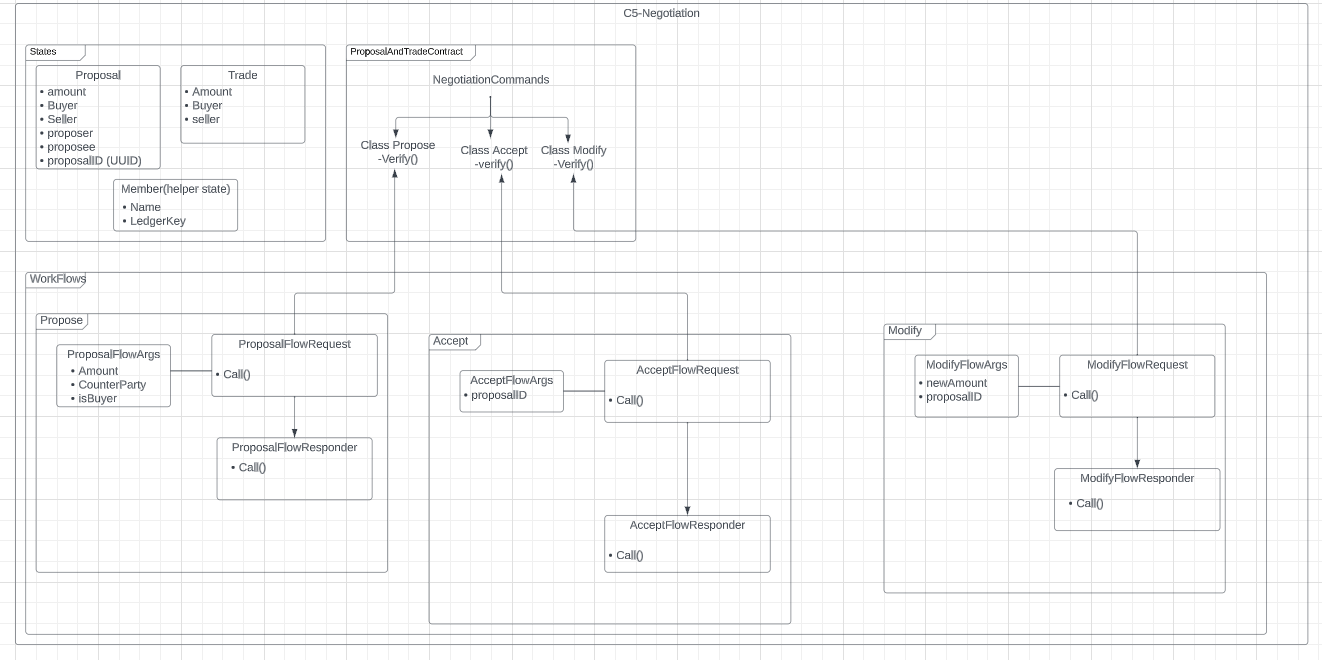 C5-Negotiation
States
Proposal
• amount
• Buyer
• Seller
• proposer
• proposee
• proposalID (UUID)
Trade
• Amount
• Buyer
• seller
Member(helper state)
• Name
• LedgerKey
ProposalAndTradeContract
NegotiationCommands
Class Propose
-Verify()
Class Accept
-verify()
Class Modify
-Verify()
WorkFlows
Propose
ProposalFlowArgs
• Amount
• CounterParty
• isBuyer
ProposalFlowRequest
• Call()
ProposalFlowResponder
• Call()
Accept
AcceptFlowArgs
• proposalID
AcceptFlowRequest
• Call()
AcceptFlowResponder
• Call()
Modify
ModifyFlowArgs
• newAmount
• proposalID
ModifyFlowRequest
• Call()
ModifyFlowResponder
• Call()